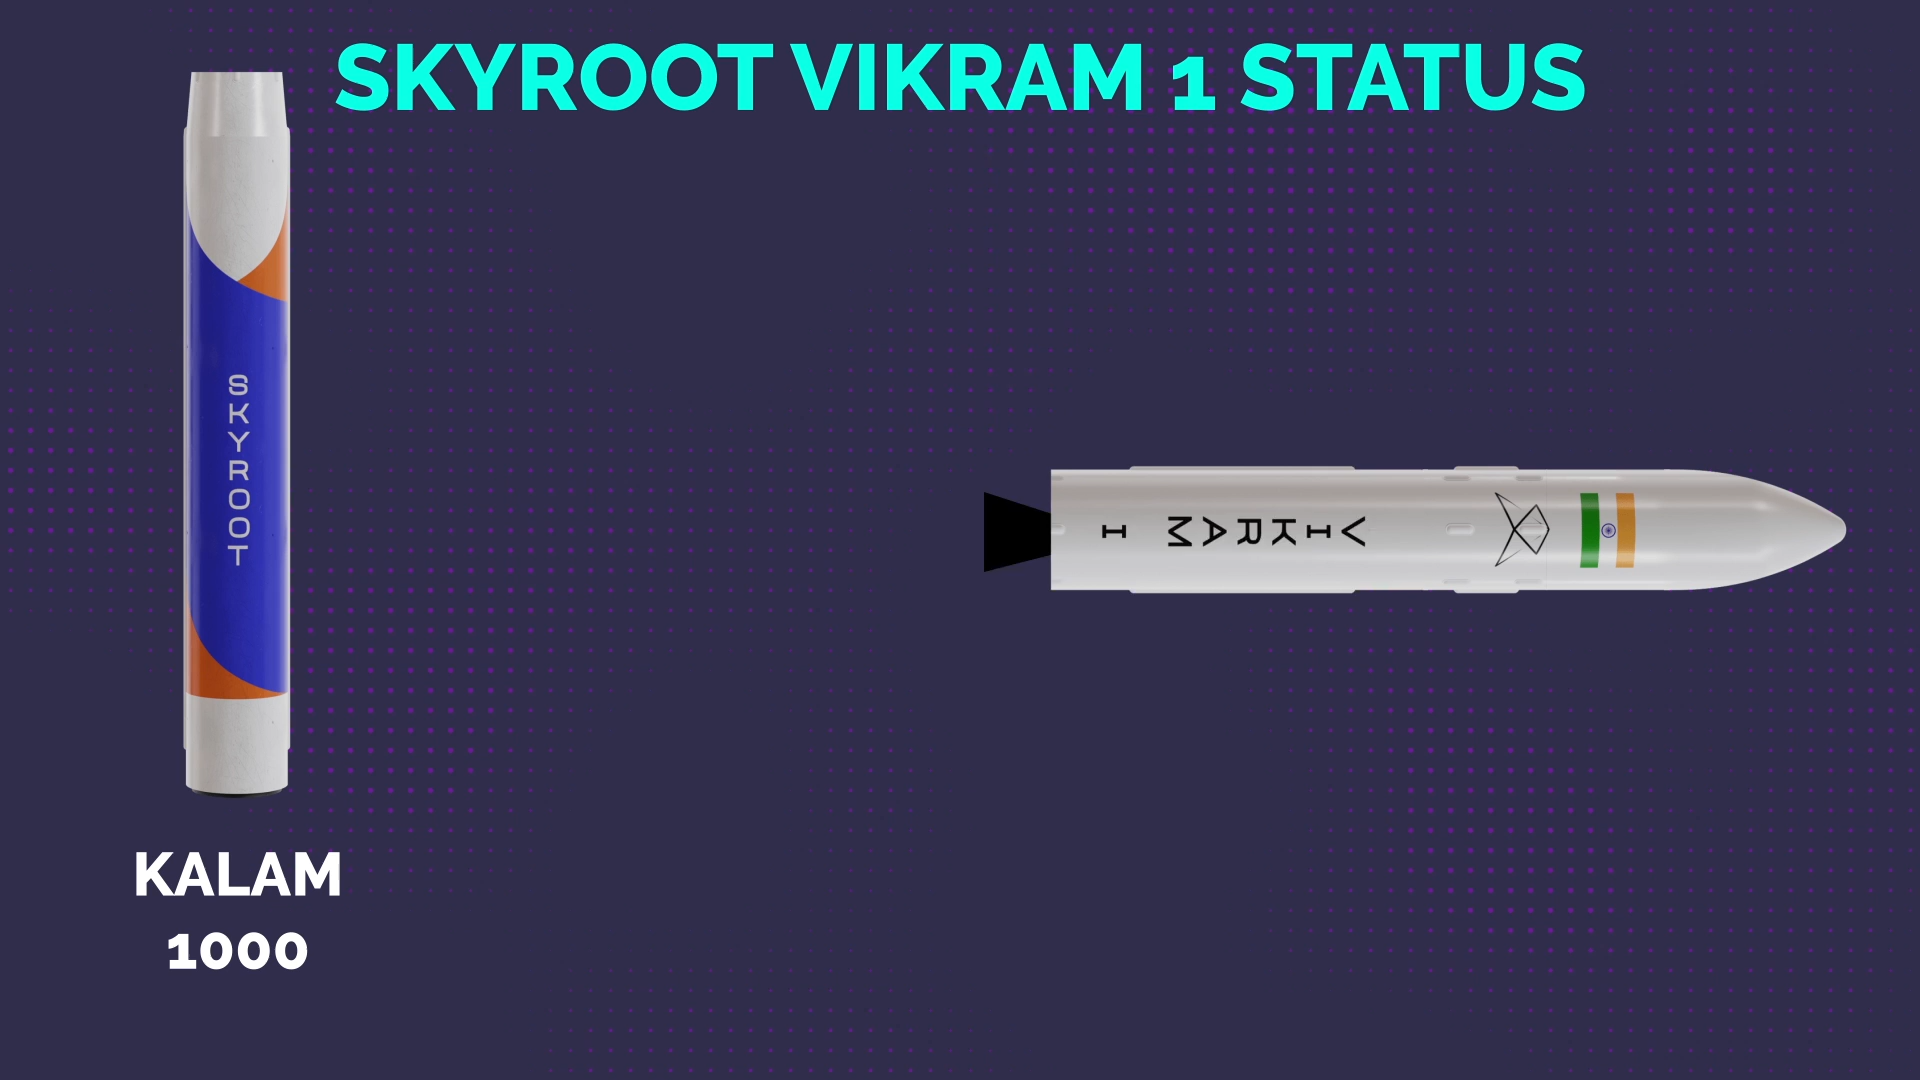 SKYROOT VIKRAM 1 STATUS
SKYROOT
VIKRAM I
KALAM
1000